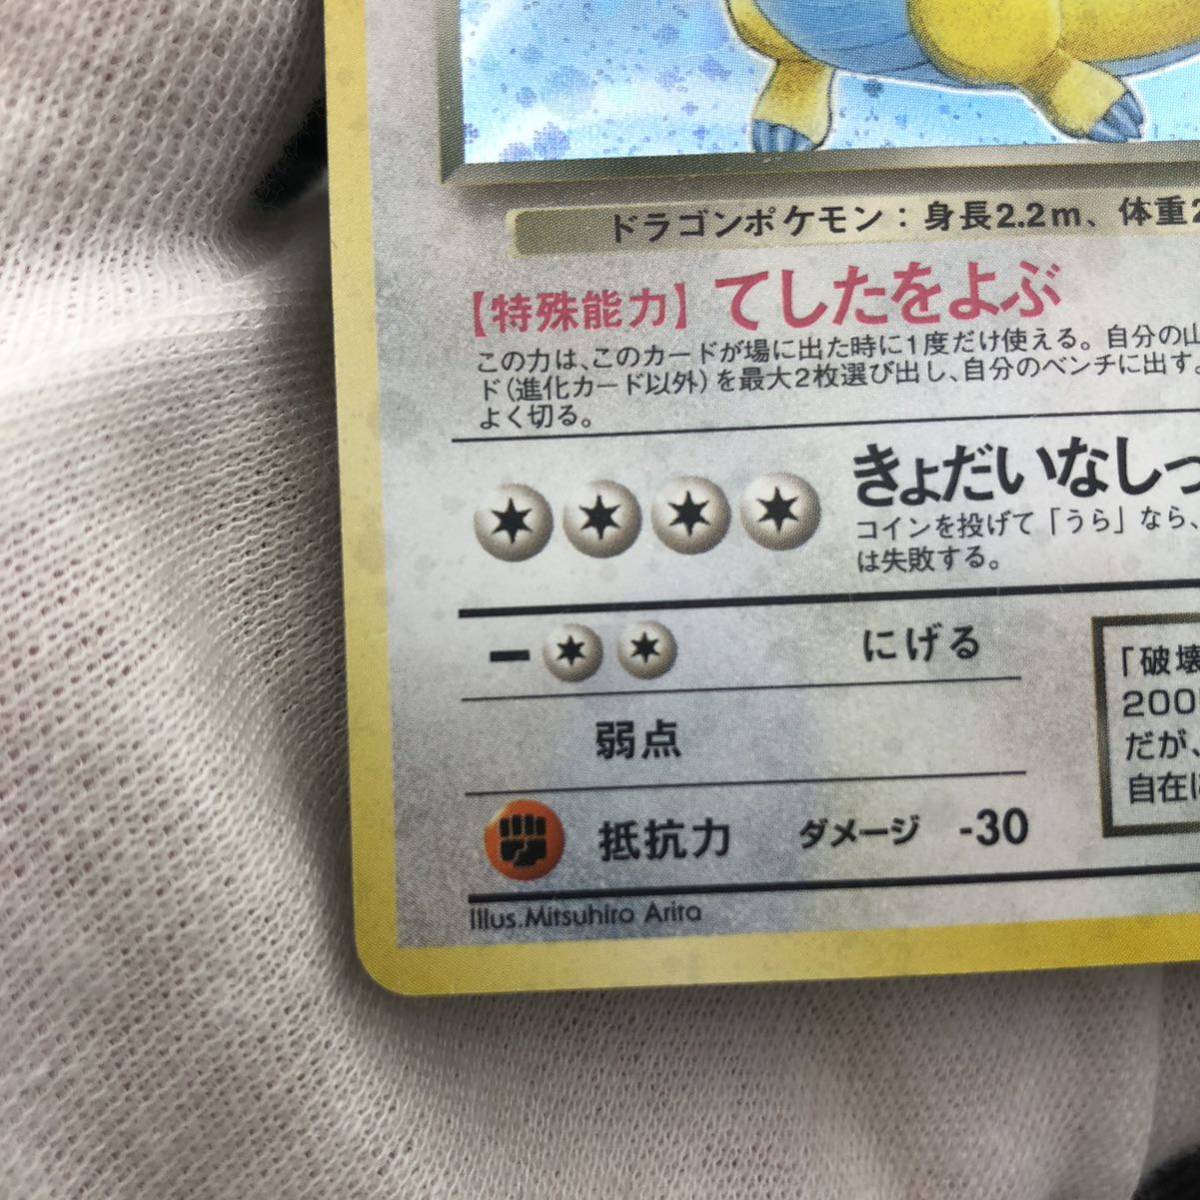 ドラゴンポケモン：身長2.2m、体重2
【特殊能力】てしたをよぶ
この力は、このカードが場に出た時に1度だけ使える。自分の山
ド（進化カード以外）を最大2枚選び出し、自分のベンチに出す。
よく切る。
きょだいなしっ
コインを投げて「うら」なら、
は失敗する。
にげる
「破壊
200
だが、
自在に
弱点
抵抗力 ダメージ -30
Illus.Mitsuhiro Arita